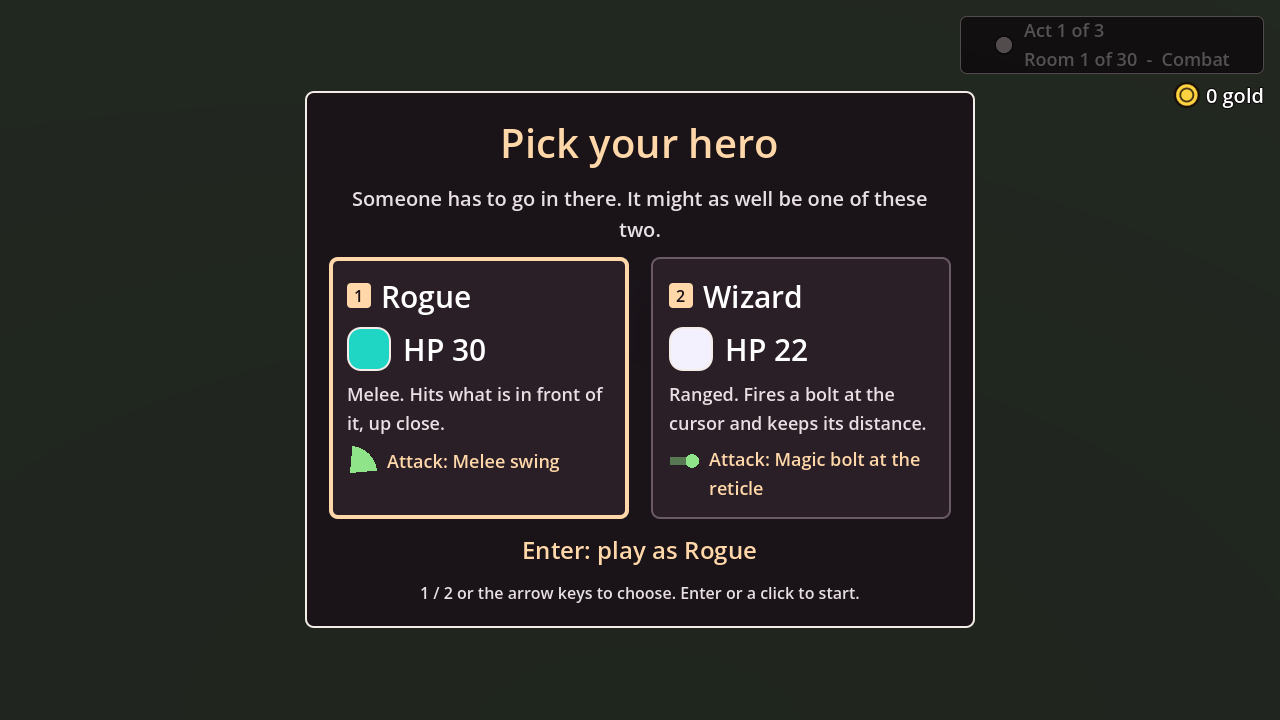 Act 1 of 3
Room 1 of 30 - Combat
0 gold
Pick your hero
Someone has to go in there. It might as well be one of these
two.
1 Rogue
HP 30
Melee. Hits what is in front of
it, up close.
Attack: Melee swing
2 Wizard
HP 22
Ranged. Fires a bolt at the
cursor and keeps its distance.
Attack: Magic bolt at the
reticle
Enter: play as Rogue
1 / 2 or the arrow keys to choose. Enter or a click to start.